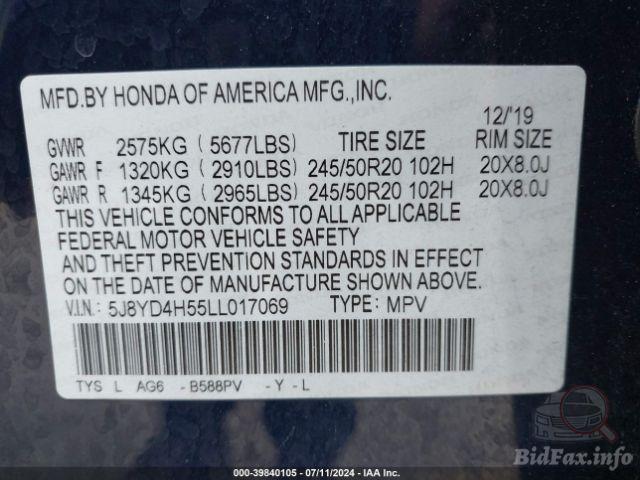 MFD.BY HONDA OF AMERICA MFG.,INC.
12/'19
GVWR 2575KG (5677LBS) TIRE SIZE RIM SIZE
GAWR F 1320KG (2910LBS) 245/50R20 102H 20X8.0J
GAWR R 1345KG (2965LBS) 245/50R20 102H 20X8.0J
THIS VEHICLE CONFORMS TO ALL APPLICABLE
FEDERAL MOTOR VEHICLE SAFETY
AND THEFT PREVENTION STANDARDS IN EFFECT
ON THE DATE OF MANUFACTURE SHOWN ABOVE.
V.I.N.: 5J8YD4H55LL017069 TYPE: MPV
TYS L AG6 -B588PV -Y-L
BidFax.info
000-39840105 - 07/11/2024 - IAA Inc.